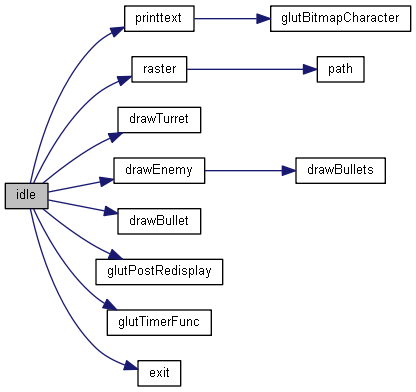 printtext
glutBitmapCharacter
raster
path
drawTurret
drawEnemy
drawBullets
idle
drawBullet
glutPostRedisplay
glutTimerFunc
exit